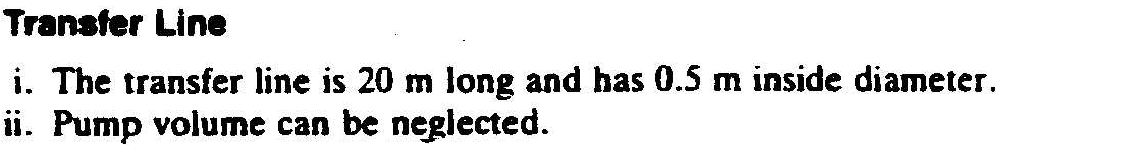 Transfer Line
i. The transfer line is 20 m long and has 0.5 m inside diameter.
ii. Pump volume can be neglected.